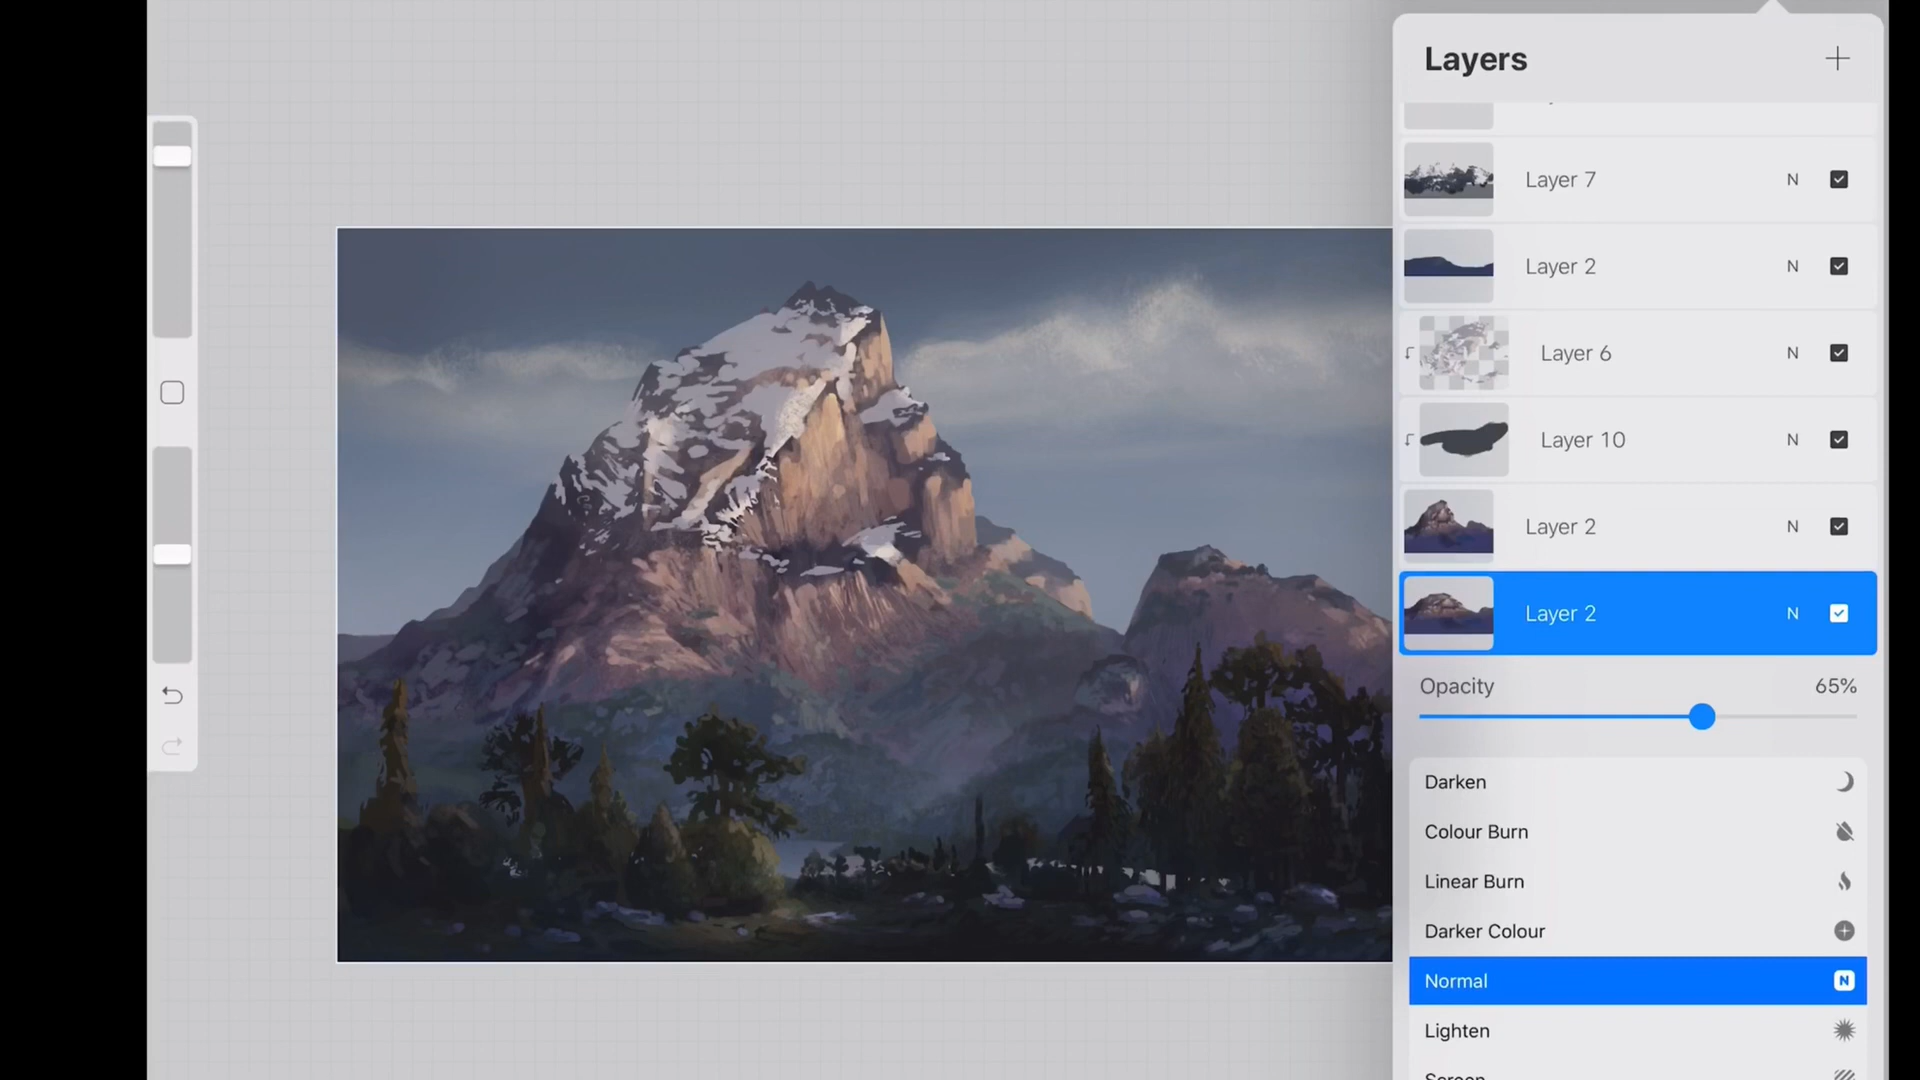 Layers
Layer 7 N
Layer 2 N
Layer 6 N
Layer 10 N
Layer 2 N
Layer 2 N
Opacity 65%
Darken
Colour Burn
Linear Burn
Darker Colour
Normal N
Lighten